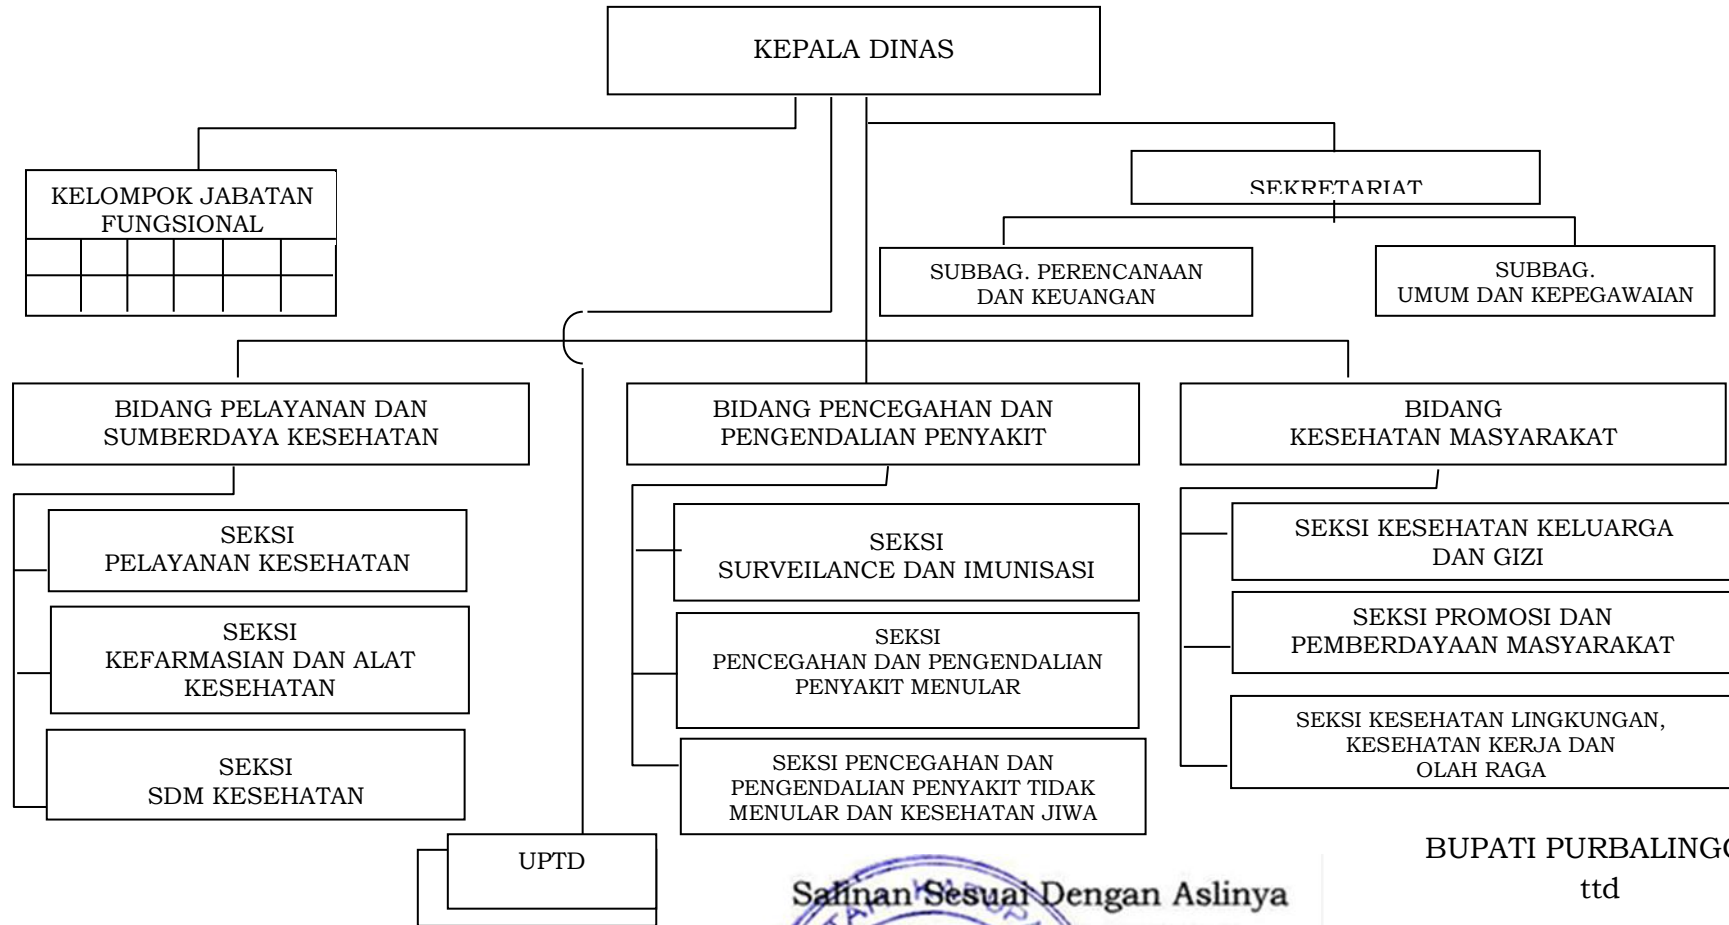 KEPALA DINAS
KELOMPOK JABATAN
FUNGSIONAL
SEKRETARIAT
SUBBAG. PERENCANAAN
DAN KEUANGAN
SUBBAG.
UMUM DAN KEPEGAWAIAN
BIDANG PELAYANAN DAN
SUMBERDAYA KESEHATAN
BIDANG PENCEGAHAN DAN
PENGENDALIAN PENYAKIT
BIDANG
KESEHATAN MASYARAKAT
SEKSI
PELAYANAN KESEHATAN
SEKSI
KEFARMASIAN DAN ALAT
KESEHATAN
SEKSI
SDM KESEHATAN
SEKSI
SURVEILANCE DAN IMUNISASI
SEKSI
PENCEGAHAN DAN PENGENDALIAN
PENYAKIT MENULAR
SEKSI PENCEGAHAN DAN
PENGENDALIAN PENYAKIT TIDAK
MENULAR DAN KESEHATAN JIWA
SEKSI KESEHATAN KELUARGA
DAN GIZI
SEKSI PROMOSI DAN
PEMBERDAYAAN MASYARAKAT
SEKSI KESEHATAN LINGKUNGAN,
KESEHATAN KERJA DAN
OLAH RAGA
UPTD
Salinan Sesuai Dengan Aslinya
BUPATI PURBALINGG
ttd